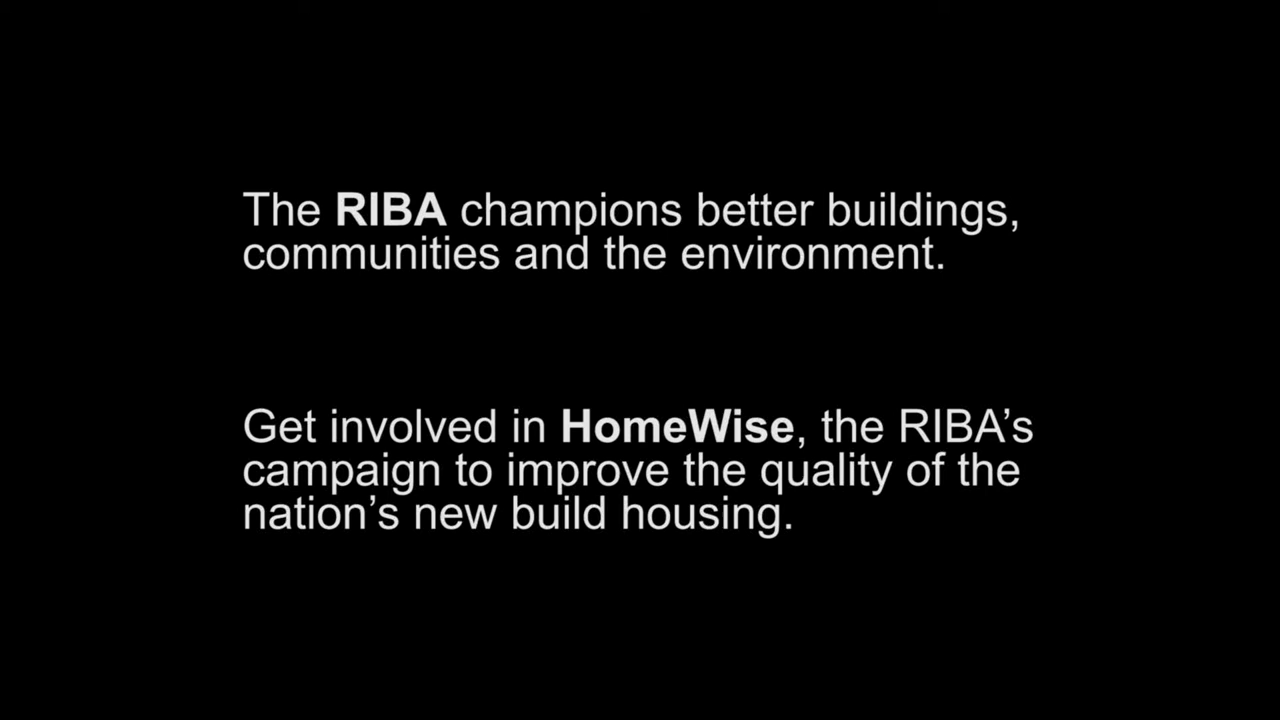 The RIBA champions better buildings,
communities and the environment.
Get involved in HomeWise, the RIBA’s
campaign to improve the quality of the
nation’s new build housing.